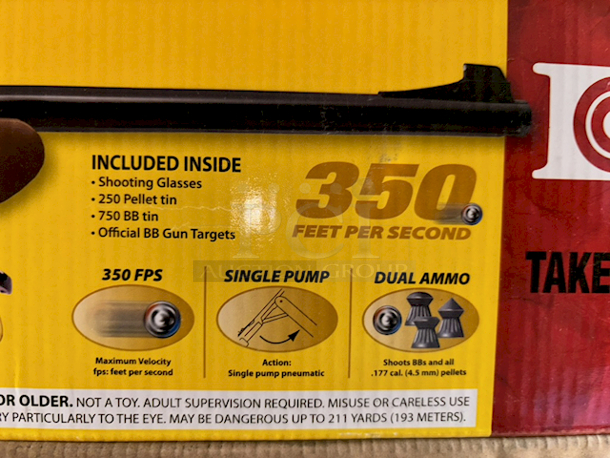 INCLUDED INSIDE
• Shooting Glasses
• 250 Pellet tin
• 750 BB tin
• Official BB Gun Targets
350
FEET PER SECOND
350 FPS
Maximum Velocity
fps: feet per second
SINGLE PUMP
Action:
Single pump pneumatic
DUAL AMMO
Shoots BBs and all
.177 cal. (4.5 mm) pellets
TAKE
OR OLDER. NOT A TOY. ADULT SUPERVISION REQUIRED. MISUSE OR CARELESS USE
RY PARTICULARLY TO THE EYE. MAY BE DANGEROUS UP TO 211 YARDS (193 METERS).